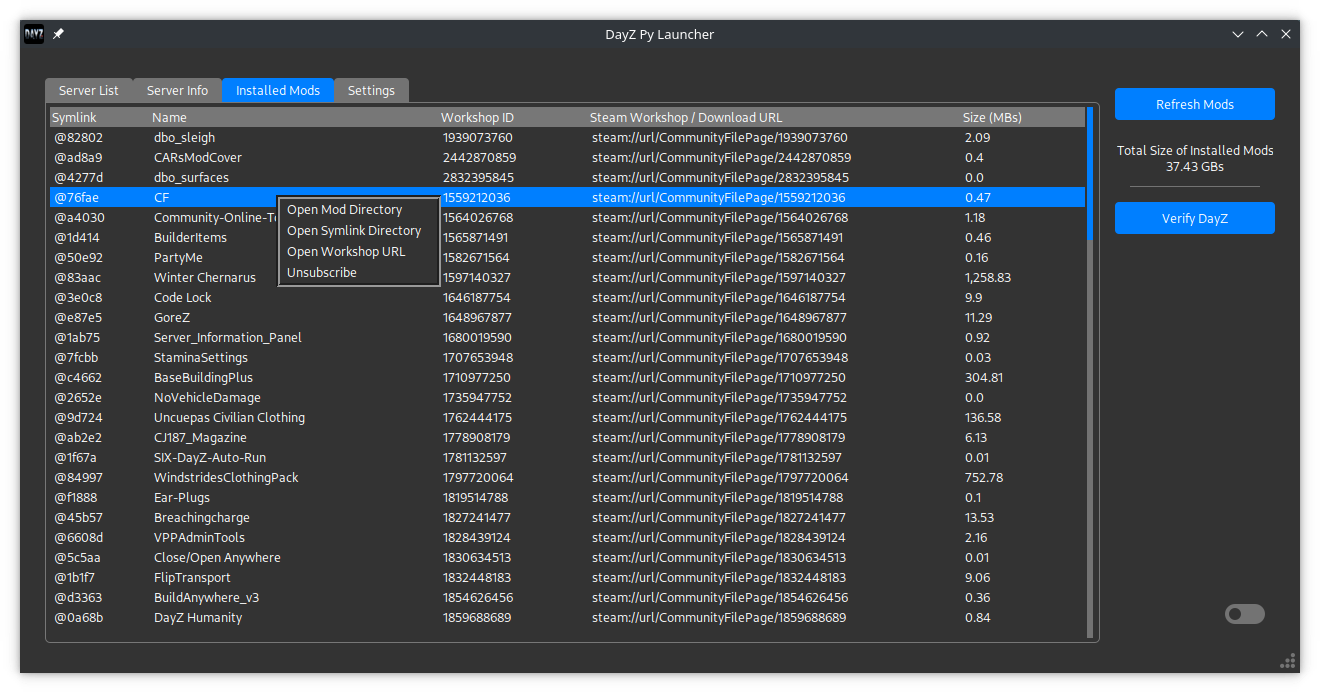 DAYZ
DayZ Py Launcher
Server List Server Info Installed Mods Settings
Symlink Name Workshop ID Steam Workshop / Download URL Size (MBs)
@82802 dbo_sleigh 1939073760 steam://url/CommunityFilePage/1939073760 2.09
@ad8a9 CARsModCover 2442870859 steam://url/CommunityFilePage/2442870859 0.4
@4277d dbo_surfaces 2832395845 steam://url/CommunityFilePage/2832395845 0.0
@76fae CF 1559212036 steam://url/CommunityFilePage/1559212036 0.47
@a4030 Community-Online-T 1564026768 steam://url/CommunityFilePage/1564026768 1.18
@1d414 BuilderItems 1565871491 steam://url/CommunityFilePage/1565871491 0.46
@50e92 PartyMe 1582671564 steam://url/CommunityFilePage/1582671564 0.16
@83aac Winter Chernarus 1597140327 steam://url/CommunityFilePage/1597140327 1,258.83
@3e0c8 Code Lock 1646187754 steam://url/CommunityFilePage/1646187754 9.9
@e87e5 GoreZ 1648967877 steam://url/CommunityFilePage/1648967877 11.29
@1ab75 Server_Information_Panel 1680019590 steam://url/CommunityFilePage/1680019590 0.92
@7fcbb StaminaSettings 1707653948 steam://url/CommunityFilePage/1707653948 0.03
@c4662 BaseBuildingPlus 1710977250 steam://url/CommunityFilePage/1710977250 304.81
@2652e NoVehicleDamage 1735947752 steam://url/CommunityFilePage/1735947752 0.0
@9d724 Uncuepas Civilian Clothing 1762444175 steam://url/CommunityFilePage/1762444175 136.58
@ab2e2 CJ187_Magazine 1778908179 steam://url/CommunityFilePage/1778908179 6.13
@1f67a SIX-DayZ-Auto-Run 1781132597 steam://url/CommunityFilePage/1781132597 0.01
@84997 WindstridesClothingPack 1797720064 steam://url/CommunityFilePage/1797720064 752.78
@f1888 Ear-Plugs 1819514788 steam://url/CommunityFilePage/1819514788 0.1
@45b57 Breachingcharge 1827241477 steam://url/CommunityFilePage/1827241477 13.53
@6608d VPPAdminTools 1828439124 steam://url/CommunityFilePage/1828439124 2.16
@5c5aa Close/Open Anywhere 1830634513 steam://url/CommunityFilePage/1830634513 0.01
@1b1f7 FlipTransport 1832448183 steam://url/CommunityFilePage/1832448183 9.06
@d3363 BuildAnywhere_v3 1854626456 steam://url/CommunityFilePage/1854626456 0.36
@0a68b DayZ Humanity 1859688689 steam://url/CommunityFilePage/1859688689 0.84
Open Mod Directory
Open Symlink Directory
Open Workshop URL
Unsubscribe
Refresh Mods
Total Size of Installed Mods
37.43 GBs
Verify DayZ